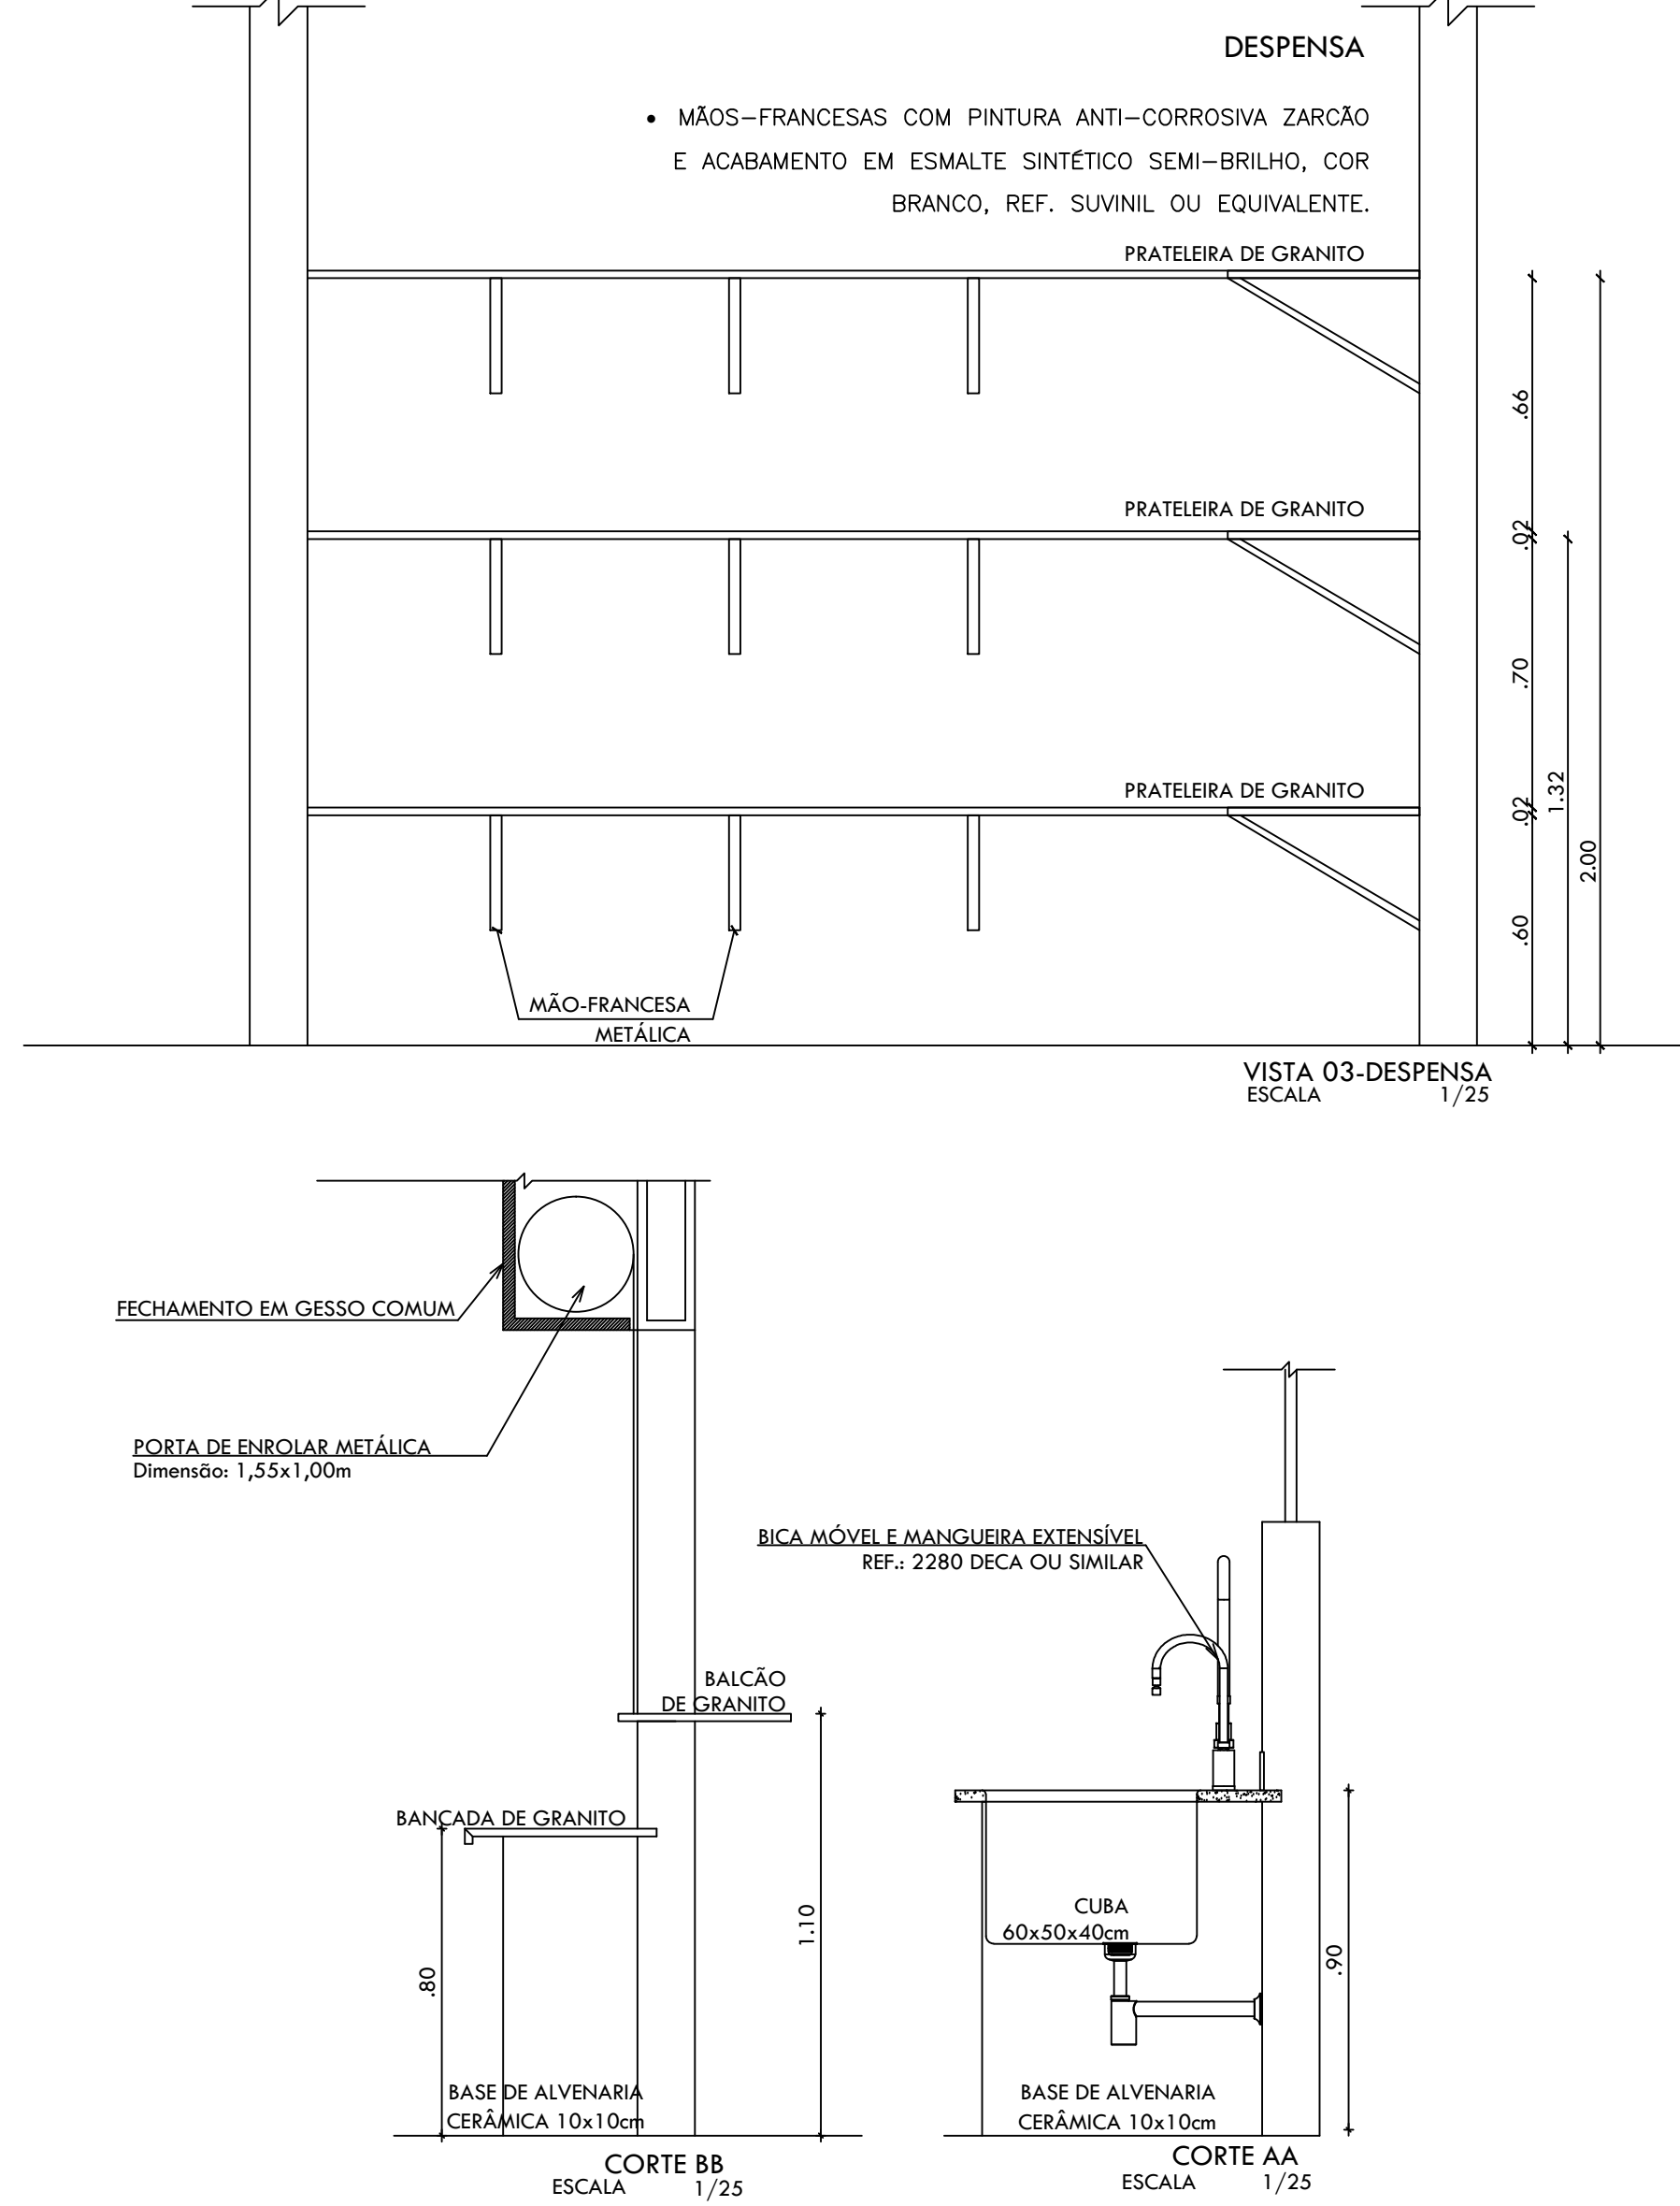 DESPENSA
• MÃOS-FRANCESAS COM PINTURA ANTI-CORROSIVA ZARCÃO
E ACABAMENTO EM ESMALTE SINTÉTICO SEMI-BRILHO, COR
BRANCO, REF. SUVINIL OU EQUIVALENTE.
PRATELEIRA DE GRANITO
.66
PRATELEIRA DE GRANITO
.02
.70
PRATELEIRA DE GRANITO
.02
1.32
2.00
.60
MÃO-FRANCESA
METÁLICA
VISTA 03-DESPENSA
ESCALA 1/25
FECHAMENTO EM GESSO COMUM
PORTA DE ENROLAR METÁLICA
Dimensão: 1,55x1,00m
BALCÃO
DE GRANITO
BANCADA DE GRANITO
1.10
.80
BASE DE ALVENARIA
CERÂMICA 10x10cm
CORTE BB
ESCALA 1/25
BICA MÓVEL E MANGUEIRA EXTENSÍVEL
REF.: 2280 DECA OU SIMILAR
CUBA
60x50x40cm
.90
BASE DE ALVENARIA
CERÂMICA 10x10cm
CORTE AA
ESCALA 1/25